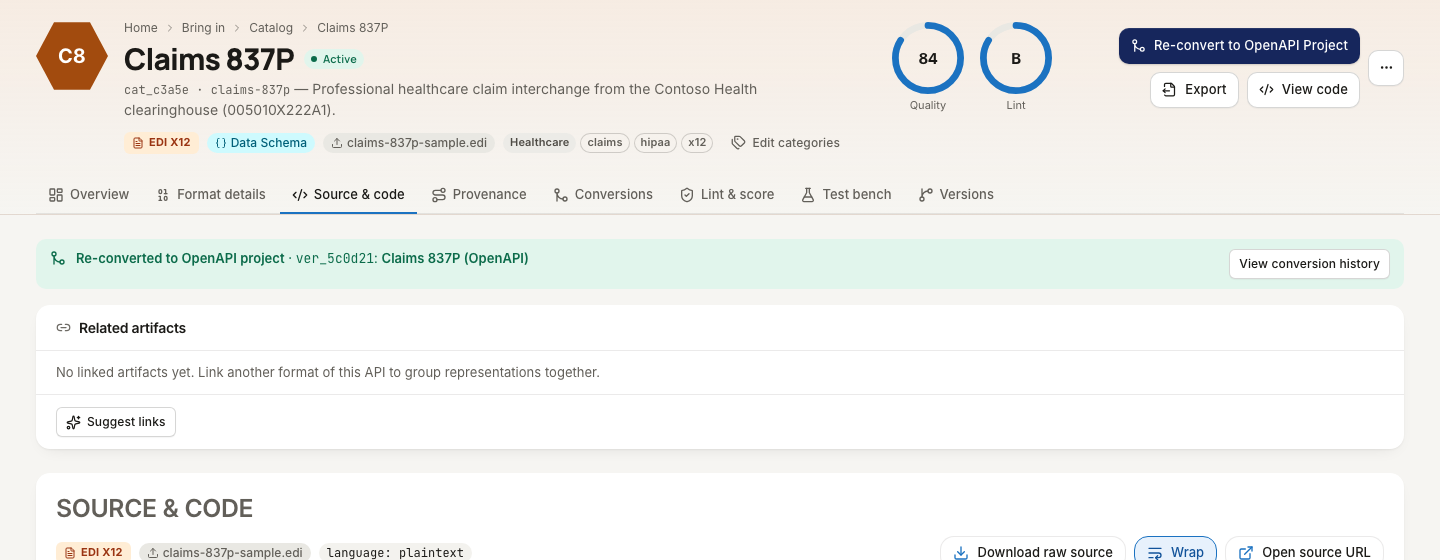 C8
Home > Bring in > Catalog > Claims 837P
Claims 837P Active
cat_c3a5e · claims-837p — Professional healthcare claim interchange from the Contoso Health
clearinghouse (005010X222A1).
EDI X12 {} Data Schema claims-837p-sample.edi Healthcare claims hipaa x12 Edit categories
84
Quality
B
Lint
Re-convert to OpenAPI Project
Export View code
Overview Format details Source & code Provenance Conversions Lint & score Test bench Versions
Re-converted to OpenAPI project · ver_5c0d21: Claims 837P (OpenAPI) View conversion history
Related artifacts
No linked artifacts yet. Link another format of this API to group representations together.
Suggest links
SOURCE & CODE
EDI X12 claims-837p-sample.edi language: plaintext Download raw source Wrap Open source URL